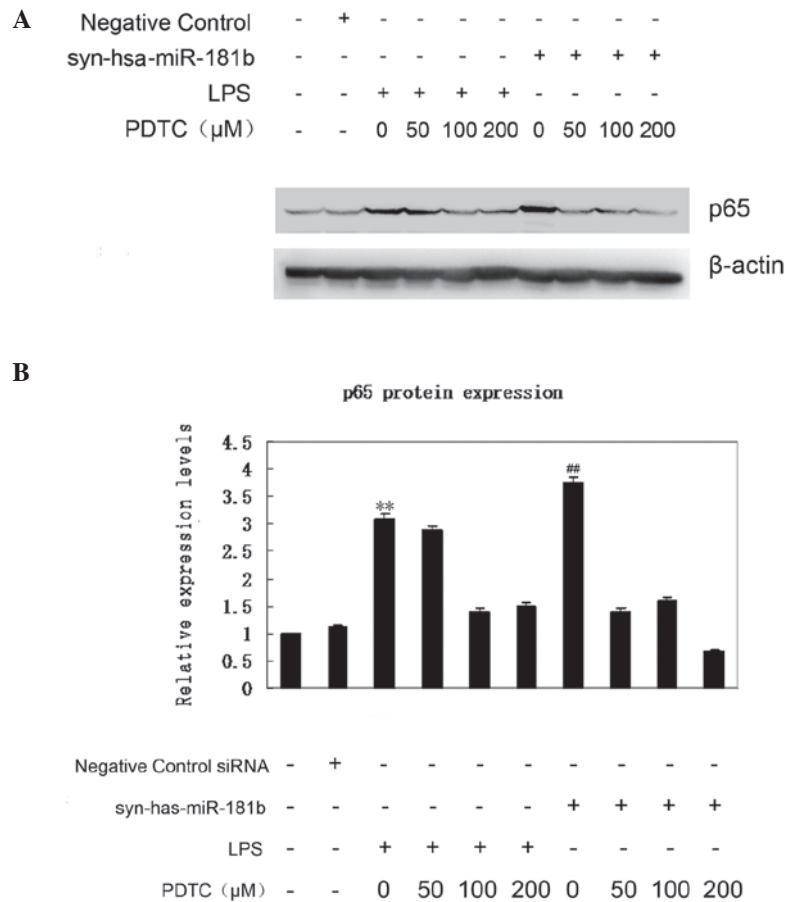 A
Negative Control - + - - - - - - - -
syn-hsa-miR-181b - - - - - - + + + +
LPS - - + + + + - - - -
PDTC (μM) - - 0 50 100 200 0 50 100 200
p65
β-actin
B
p65 protein expression
Relative expression levels
4.5
4
3.5
3
2.5
2
1.5
1
0.5
0
**
##
Negative Control siRNA - + - - - - - - - -
syn-has-miR-181b - - - - - - + + + +
LPS - - + + + + - - - -
PDTC (μM) - - 0 50 100 200 0 50 100 200